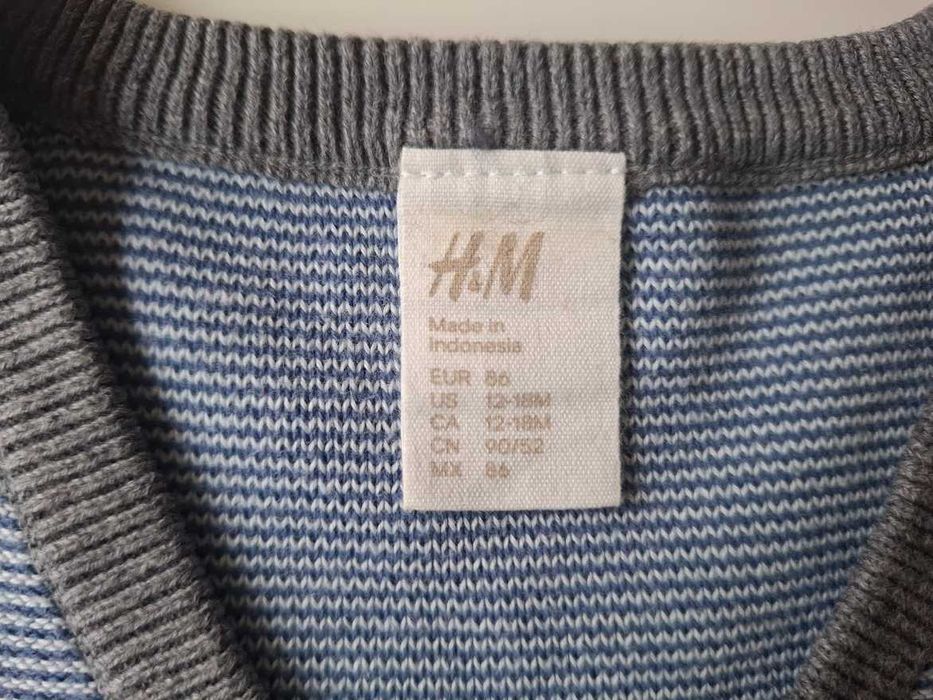 H&M
Made in
Indonesia
EUR 86
US 12-18M
CA 12-18M
CN 90/52
MX 86